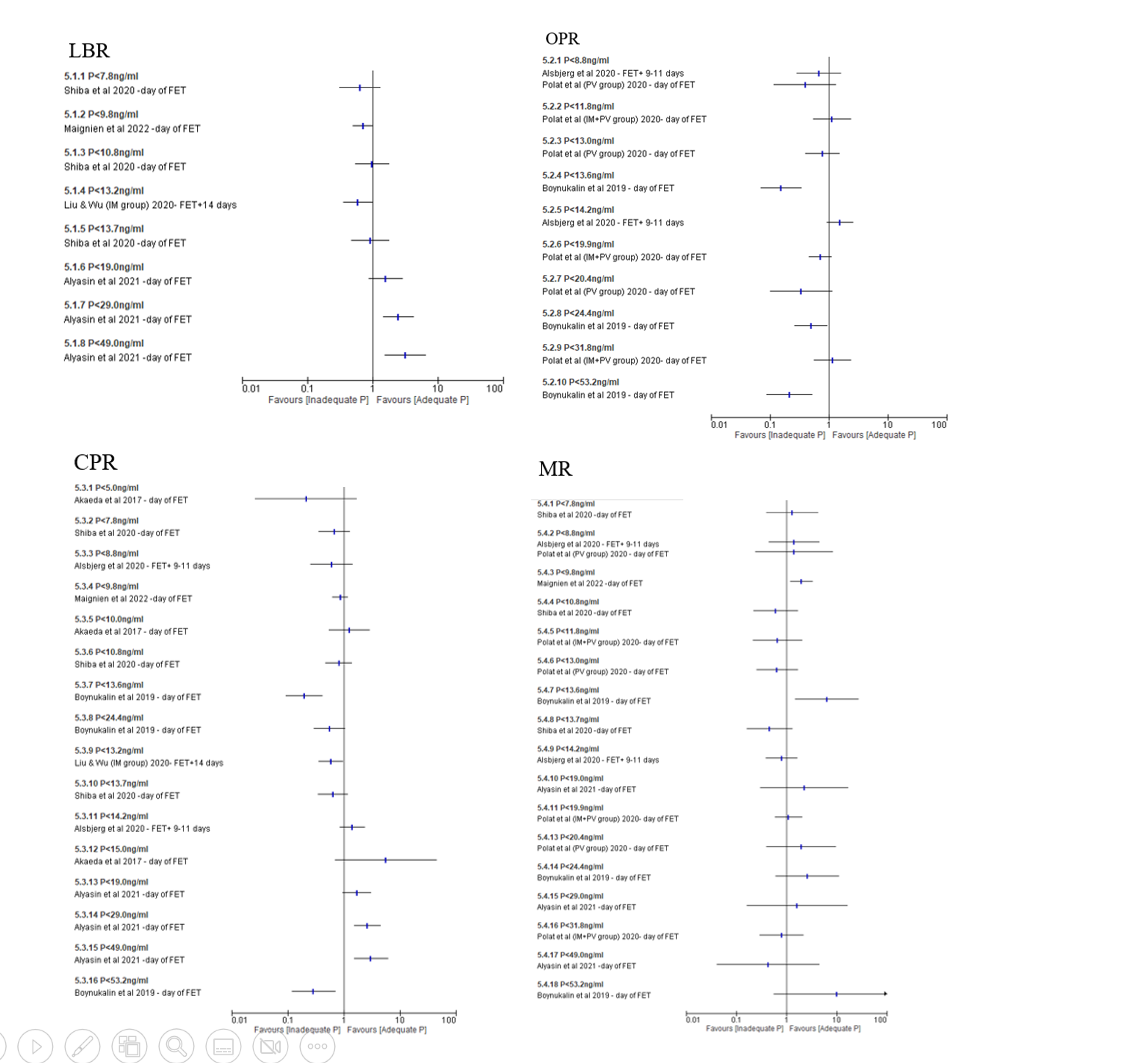 LBR
5.1.1 P<7.8ng/ml
Shiba et al 2020 -day of FET
5.1.2 P<9.8ng/ml
Maignien et al 2022 -day of FET
5.1.3 P<10.8ng/ml
Shiba et al 2020 -day of FET
5.1.4 P<13.2ng/ml
Liu & Wu (IM group) 2020- FET+14 days
5.1.5 P<13.7ng/ml
Shiba et al 2020 -day of FET
5.1.6 P<19.0ng/ml
Alyasin et al 2021 -day of FET
5.1.7 P<29.0ng/ml
Alyasin et al 2021 -day of FET
5.1.8 P<49.0ng/ml
Alyasin et al 2021 -day of FET
0.01 0.1 1 10 100
Favours [Inadequate P] Favours [Adequate P]
OPR
5.2.1 P<8.8ng/ml
Alsbjerg et al 2020 - FET+ 9-11 days
Polat et al (PV group) 2020 - day of FET
5.2.2 P<11.8ng/ml
Polat et al (IM+PV group) 2020- day of FET
5.2.3 P<13.0ng/ml
Polat et al (PV group) 2020 - day of FET
5.2.4 P<13.6ng/ml
Boynukalin et al 2019 - day of FET
5.2.5 P<14.2ng/ml
Alsbjerg et al 2020 - FET+ 9-11 days
5.2.6 P<19.9ng/ml
Polat et al (IM+PV group) 2020- day of FET
5.2.7 P<20.4ng/ml
Polat et al (PV group) 2020 - day of FET
5.2.8 P<24.4ng/ml
Boynukalin et al 2019 - day of FET
5.2.9 P<31.8ng/ml
Polat et al (IM+PV group) 2020- day of FET
5.2.10 P<53.2ng/ml
Boynukalin et al 2019 - day of FET
0.01 0.1 1 10 100
Favours [Inadequate P] Favours [Adequate P]
CPR
5.3.1 P<5.0ng/ml
Akaeda et al 2017 - day of FET
5.3.2 P<7.8ng/ml
Shiba et al 2020 -day of FET
5.3.3 P<8.8ng/ml
Alsbjerg et al 2020 - FET+ 9-11 days
5.3.4 P<9.8ng/ml
Maignien et al 2022 -day of FET
5.3.5 P<10.0ng/ml
Akaeda et al 2017 - day of FET
5.3.6 P<10.8ng/ml
Shiba et al 2020 -day of FET
5.3.7 P<13.6ng/ml
Boynukalin et al 2019 - day of FET
5.3.8 P<24.4ng/ml
Boynukalin et al 2019 - day of FET
5.3.9 P<13.2ng/ml
Liu & Wu (IM group) 2020- FET+14 days
5.3.10 P<13.7ng/ml
Shiba et al 2020 -day of FET
5.3.11 P<14.2ng/ml
Alsbjerg et al 2020 - FET+ 9-11 days
5.3.12 P<15.0ng/ml
Akaeda et al 2017 - day of FET
5.3.13 P<19.0ng/ml
Alyasin et al 2021 -day of FET
5.3.14 P<29.0ng/ml
Alyasin et al 2021 -day of FET
5.3.15 P<49.0ng/ml
Alyasin et al 2021 -day of FET
5.3.16 P<53.2ng/ml
Boynukalin et al 2019 - day of FET
0.01 0.1 1 10 100
Favours [Inadequate P] Favours [Adequate P]
MR
5.4.1 P<7.8ng/ml
Shiba et al 2020 -day of FET
5.4.2 P<8.8ng/ml
Alsbjerg et al 2020 - FET+ 9-11 days
Polat et al (PV group) 2020 - day of FET
5.4.3 P<9.8ng/ml
Maignien et al 2022 -day of FET
5.4.4 P<10.8ng/ml
Shiba et al 2020 -day of FET
5.4.5 P<11.8ng/ml
Polat et al (IM+PV group) 2020- day of FET
5.4.6 P<13.0ng/ml
Polat et al (PV group) 2020 - day of FET
5.4.7 P<13.6ng/ml
Boynukalin et al 2019 - day of FET
5.4.8 P<13.7ng/ml
Shiba et al 2020 -day of FET
5.4.9 P<14.2ng/ml
Alsbjerg et al 2020 - FET+ 9-11 days
5.4.10 P<19.0ng/ml
Alyasin et al 2021 -day of FET
5.4.11 P<19.9ng/ml
Polat et al (IM+PV group) 2020- day of FET
5.4.13 P<20.4ng/ml
Polat et al (PV group) 2020 - day of FET
5.4.14 P<24.4ng/ml
Boynukalin et al 2019 - day of FET
5.4.15 P<29.0ng/ml
Alyasin et al 2021 -day of FET
5.4.16 P<31.8ng/ml
Polat et al (IM+PV group) 2020- day of FET
5.4.17 P<49.0ng/ml
Alyasin et al 2021 -day of FET
5.4.18 P<53.2ng/ml
Boynukalin et al 2019 - day of FET
0.01 0.1 1 10 100
Favours [Inadequate P] Favours [Adequate P]